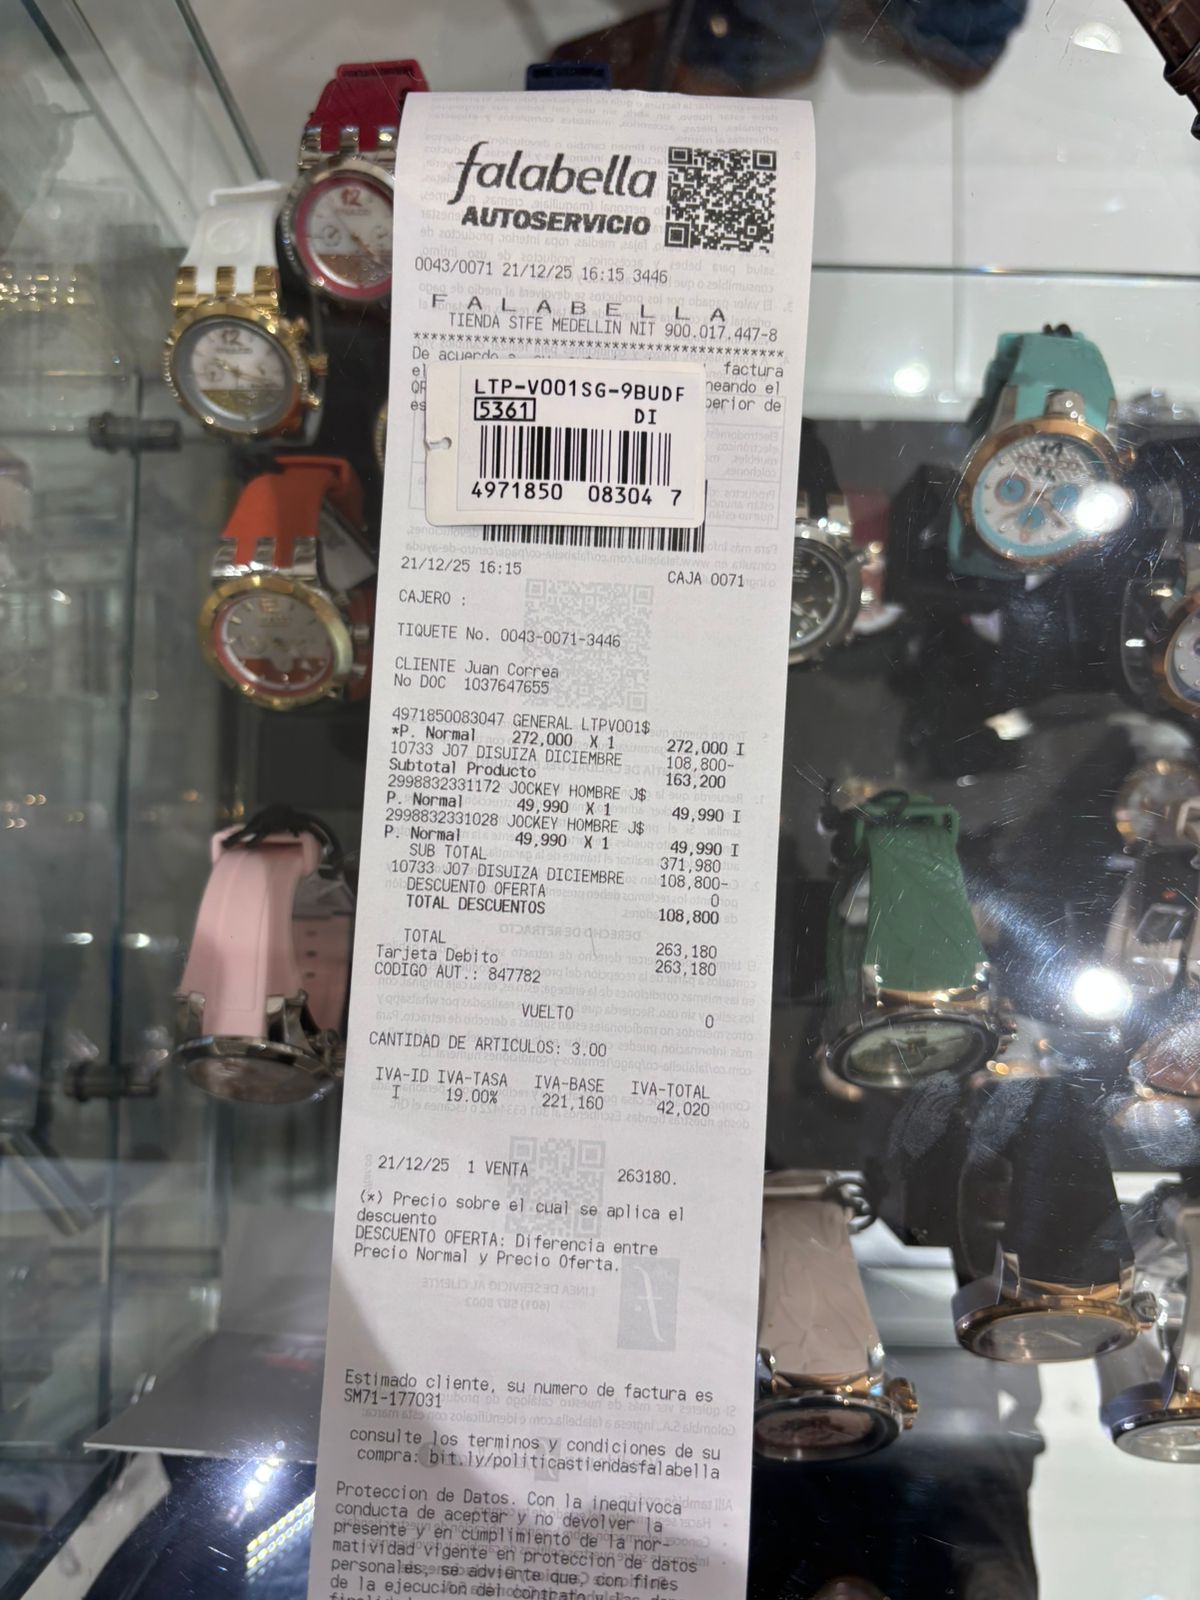 falabella
AUTOSERVICIO
0043/0071 21/12/25 16:15 3446
F A L A B E L L A
TIENDA STFE MEDELLIN NIT 900.017.447-8
******************************************
De acuerdo a factura
el neando el
QR perior de
es
LTP-V001SG-9BUDF
5361 DI
4971850 08304 7
21/12/25 16:15 CAJA 0071
CAJERO :
TIQUETE No. 0043-0071-3446
CLIENTE Juan Correa
No DOC 1037647655
4971850083047 GENERAL LTPV001$
*P. Normal 272,000 X 1 272,000 I
10733 J07 DISUIZA DICIEMBRE 108,800-
Subtotal Producto 163,200
2998832331172 JOCKEY HOMBRE J$
P. Normal 49,990 X 1 49,990 I
2998832331028 JOCKEY HOMBRE J$
P. Normal 49,990 X 1 49,990 I
SUB TOTAL 371,980
10733 J07 DISUIZA DICIEMBRE 108,800-
DESCUENTO OFERTA 0
TOTAL DESCUENTOS 108,800
TOTAL 263,180
Tarjeta Debito 263,180
CODIGO AUT.: 847782
VUELTO 0
CANTIDAD DE ARTICULOS: 3.00
IVA-ID IVA-TASA IVA-BASE IVA-TOTAL
I 19.00% 221,160 42,020
21/12/25 1 VENTA 263180.
(*) Precio sobre el cual se aplica el
descuento
DESCUENTO OFERTA: Diferencia entre
Precio Normal y Precio Oferta.
Estimado cliente, su numero de factura es
SM71-177031
consulte los terminos y condiciones de su
compra: bit.ly/politicastiendasfalabella
Proteccion de Datos. Con la inequivoca
conducta de aceptar y no devolver la
presente y en cumplimiento de la nor-
matividad vigente en proteccion de datos
personales, se advierte que, con fines
de la ejecucion del contrato y